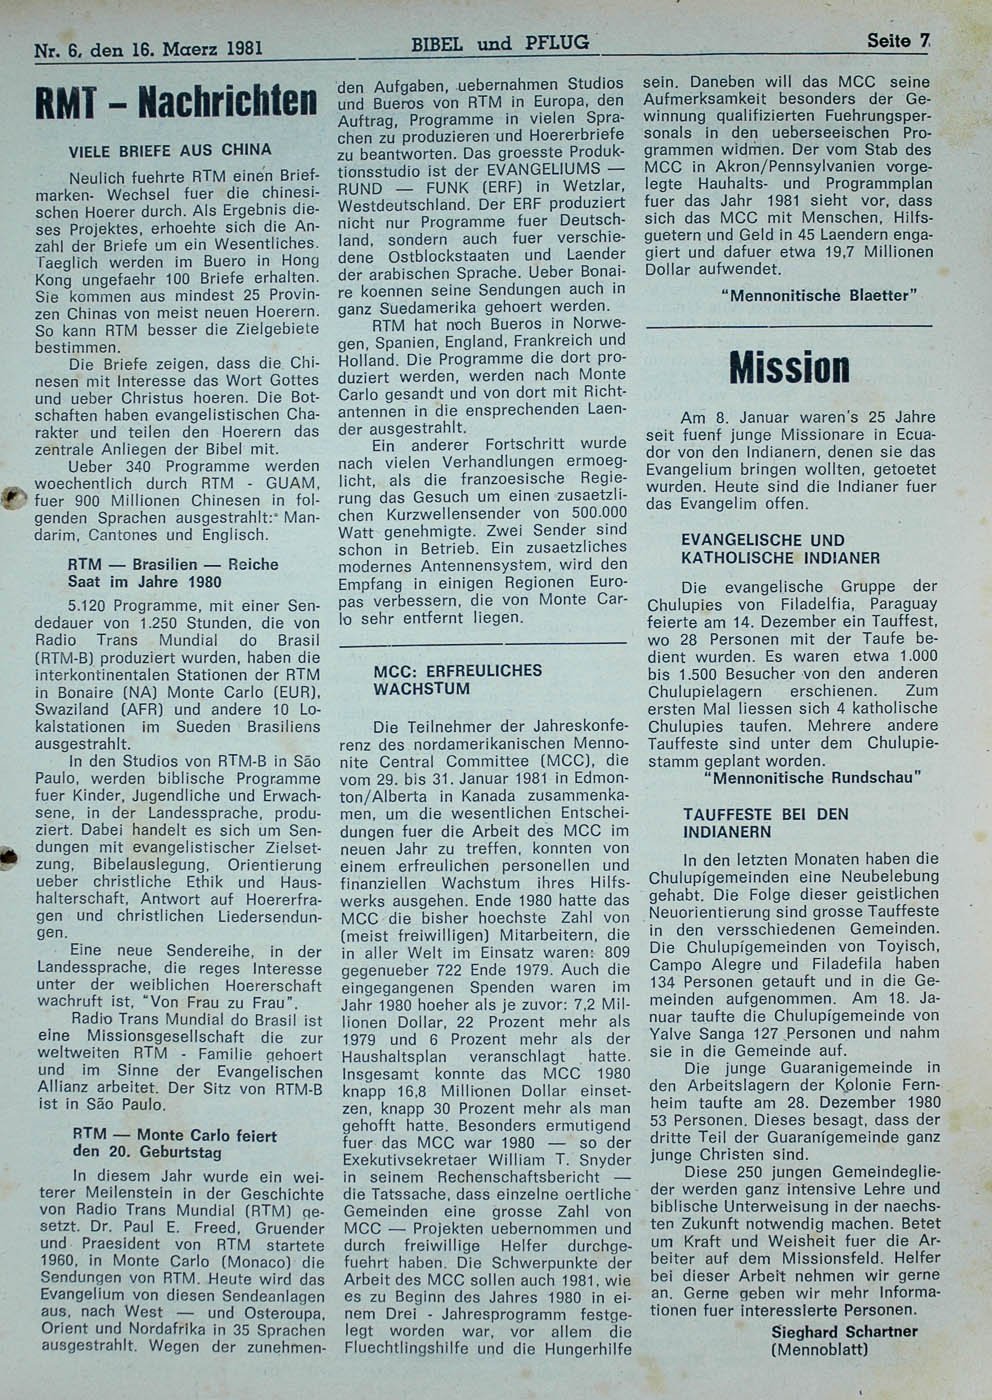 Nr. 6, den 16. Maerz 1981
BIBEL und PFLUG
Seite 7
RMT – Nachrichten
VIELE BRIEFE AUS CHINA
Neulich fuehrte RTM einen Brief-
marken- Wechsel fuer die chinesi-
schen Hoerer durch. Als Ergebnis die-
ses Projektes, erhoehte sich die An-
zahl der Briefe um ein Wesentliches.
Taeglich werden im Buero in Hong
Kong ungefaehr 100 Briefe erhalten.
Sie kommen aus mindest 25 Provin-
zen Chinas von meist neuen Hoerern.
So kann RTM besser die Zielgebiete
bestimmen.
Die Briefe zeigen, dass die Chi-
nesen mit Interesse das Wort Gottes
und ueber Christus hoeren. Die Bot-
schaften haben evangelistischen Cha-
rakter und teilen den Hoerern das
zentrale Anliegen der Bibel mit.
Ueber 340 Programme werden
woechentlich durch RTM - GUAM,
fuer 900 Millionen Chinesen in fol-
genden Sprachen ausgestrahlt: Man-
darim, Cantones und Englisch.
RTM — Brasilien — Reiche
Saat im Jahre 1980
5.120 Programme, mit einer Sen-
dedauer von 1.250 Stunden, die von
Radio Trans Mundial do Brasil
(RTM-B) produziert wurden, haben die
interkontinentalen Stationen der RTM
in Bonaire (NA) Monte Carlo (EUR),
Swaziland (AFR) und andere 10 Lo-
kalstationen im Sueden Brasiliens
ausgestrahlt.
In den Studios von RTM-B in São
Paulo, werden biblische Programme
fuer Kinder, Jugendliche und Erwach-
sene, in der Landessprache, produ-
ziert. Dabei handelt es sich um Sen-
dungen mit evangelistischer Zielset-
zung, Bibelauslegung, Orientierung
ueber christliche Ethik und Haus-
halterschaft, Antwort auf Hoererfra-
gen und christlichen Liedersendun-
gen.
Eine neue Sendereihe, in der
Landessprache, die reges Interesse
unter der weiblichen Hoererschaft
wachruft ist, "Von Frau zu Frau".
Radio Trans Mundial do Brasil ist
eine Missionsgesellschaft die zur
weltweiten RTM - Familie gehoert
und im Sinne der Evangelischen
Allianz arbeitet. Der Sitz von RTM-B
ist in São Paulo.
RTM — Monte Carlo feiert
den 20. Geburtstag
In diesem Jahr wurde ein wei-
terer Meilenstein in der Geschichte
von Radio Trans Mundial (RTM) ge-
setzt. Dr. Paul E. Freed, Gruender
und Praesident von RTM startete
1960, in Monte Carlo (Monaco) die
Sendungen von RTM. Heute wird das
Evangelium von diesen Sendeanlagen
aus, nach West — und Osteroupa,
Orient und Nordafrika in 35 Sprachen
ausgestrahlt. Wegen der zunehmen-
den Aufgaben, uebernahmen Studios
und Bueros von RTM in Europa, den
Auftrag, Programme in vielen Spra-
chen zu produzieren und Hoererbriefe
zu beantworten. Das groesste Produk-
tionsstudio ist der EVANGELIUMS —
RUND — FUNK (ERF) in Wetzlar,
Westdeutschland. Der ERF produziert
nicht nur Programme fuer Deutsch-
land, sondern auch fuer verschie-
dene Ostblockstaaten und Laender
der arabischen Sprache. Ueber Bonai-
re koennen seine Sendungen auch in
ganz Suedamerika gehoert werden.
RTM hat noch Bueros in Norwe-
gen, Spanien, England, Frankreich und
Holland. Die Programme die dort pro-
duziert werden, werden nach Monte
Carlo gesandt und von dort mit Richt-
antennen in die ensprechenden Laen-
der ausgestrahlt.
Ein anderer Fortschritt wurde
nach vielen Verhandlungen ermoeg-
licht, als die franzoesische Regie-
rung das Gesuch um einen zusaetzli-
chen Kurzwellensender von 500.000
Watt genehmigte. Zwei Sender sind
schon in Betrieb. Ein zusaetzliches
modernes Antennensystem, wird den
Empfang in einigen Regionen Euro-
pas verbessern, die von Monte Car-
lo sehr entfernt liegen.
MCC: ERFREULICHES
WACHSTUM
Die Teilnehmer der Jahreskonfe-
renz des nordamerikanischen Menno-
nite Central Committee (MCC), die
vom 29. bis 31. Januar 1981 in Edmon-
ton/Alberta in Kanada zusammenka-
men, um die wesentlichen Entschei-
dungen fuer die Arbeit des MCC im
neuen Jahr zu treffen, konnten von
einem erfreulichen personellen und
finanziellen Wachstum ihres Hilfs-
werks ausgehen. Ende 1980 hatte das
MCC die bisher hoechste Zahl von
(meist freiwilligen) Mitarbeitern, die
in aller Welt im Einsatz waren: 809
gegenueber 722 Ende 1979. Auch die
eingegangenen Spenden waren im
Jahr 1980 hoeher als je zuvor: 7,2 Mil-
lionen Dollar, 22 Prozent mehr als
1979 und 6 Prozent mehr als der
Haushaltsplan veranschlagt hatte.
Insgesamt konnte das MCC 1980
knapp 16,8 Millionen Dollar einset-
zen, knapp 30 Prozent mehr als man
gehofft hatte. Besonders ermutigend
fuer das MCC war 1980 — so der
Exekutivsekretaer William T. Snyder
in seinem Rechenschaftsbericht —
die Tatssache, dass einzelne oertliche
Gemeinden eine grosse Zahl von
MCC — Projekten uebernommen und
durch freiwillige Helfer durchge-
fuehrt haben. Die Schwerpunkte der
Arbeit des MCC sollen auch 1981, wie
es zu Beginn des Jahres 1980 in ei-
nem Drei - Jahresprogramm festge-
legt worden war, vor allem die
Fluechtlingshilfe und die Hungerhilfe
sein. Daneben will das MCC seine
Aufmerksamkeit besonders der Ge-
winnung qualifizierten Fuehrungsper-
sonals in den ueberseeischen Pro-
grammen widmen. Der vom Stab des
MCC in Akron/Pennsylvanien vorge-
legte Hauhalts- und Programmplan
fuer das Jahr 1981 sieht vor, dass
sich das MCC mit Menschen, Hilfs-
guetern und Geld in 45 Laendern enga-
giert und dafuer etwa 19,7 Millionen
Dollar aufwendet.
"Mennonitische Blaetter"
Mission
Am 8. Januar waren's 25 Jahre
seit fuenf junge Missionare in Ecua-
dor von den Indianern, denen sie das
Evangelium bringen wollten, getoetet
wurden. Heute sind die Indianer fuer
das Evangelim offen.
EVANGELISCHE UND
KATHOLISCHE INDIANER
Die evangelische Gruppe der
Chulupies von Filadelfia, Paraguay
feierte am 14. Dezember ein Tauffest,
wo 28 Personen mit der Taufe be-
dient wurden. Es waren etwa 1.000
bis 1.500 Besucher von den anderen
Chulupielagern erschienen. Zum
ersten Mal liessen sich 4 katholische
Chulupies taufen. Mehrere andere
Tauffeste sind unter dem Chulupie-
stamm geplant worden.
"Mennonitische Rundschau"
TAUFFESTE BEI DEN
INDIANERN
In den letzten Monaten haben die
Chulupígemeinden eine Neubelebung
gehabt. Die Folge dieser geistlichen
Neuorientierung sind grosse Tauffeste
in den versschiedenen Gemeinden.
Die Chulupígemeinden von Toyisch,
Campo Alegre und Filadefila haben
134 Personen getauft und in die Ge-
meinden aufgenommen. Am 18. Ja-
nuar taufte die Chulupígemeinde von
Yalve Sanga 127 Personen und nahm
sie in die Gemeinde auf.
Die junge Guaranigemeinde in
den Arbeitslagern der Kolonie Fern-
heim taufte am 28. Dezember 1980
53 Personen. Dieses besagt, dass der
dritte Teil der Guaranígemeinde ganz
junge Christen sind.
Diese 250 jungen Gemeindeglie-
der werden ganz intensive Lehre und
biblische Unterweisung in der naechs-
ten Zukunft notwendig machen. Betet
um Kraft und Weisheit fuer die Ar-
beiter auf dem Missionsfeld. Helfer
bei dieser Arbeit nehmen wir gerne
an. Gerne geben wir mehr Informa-
tionen fuer interessierte Personen.
Sieghard Schartner
(Mennoblatt)